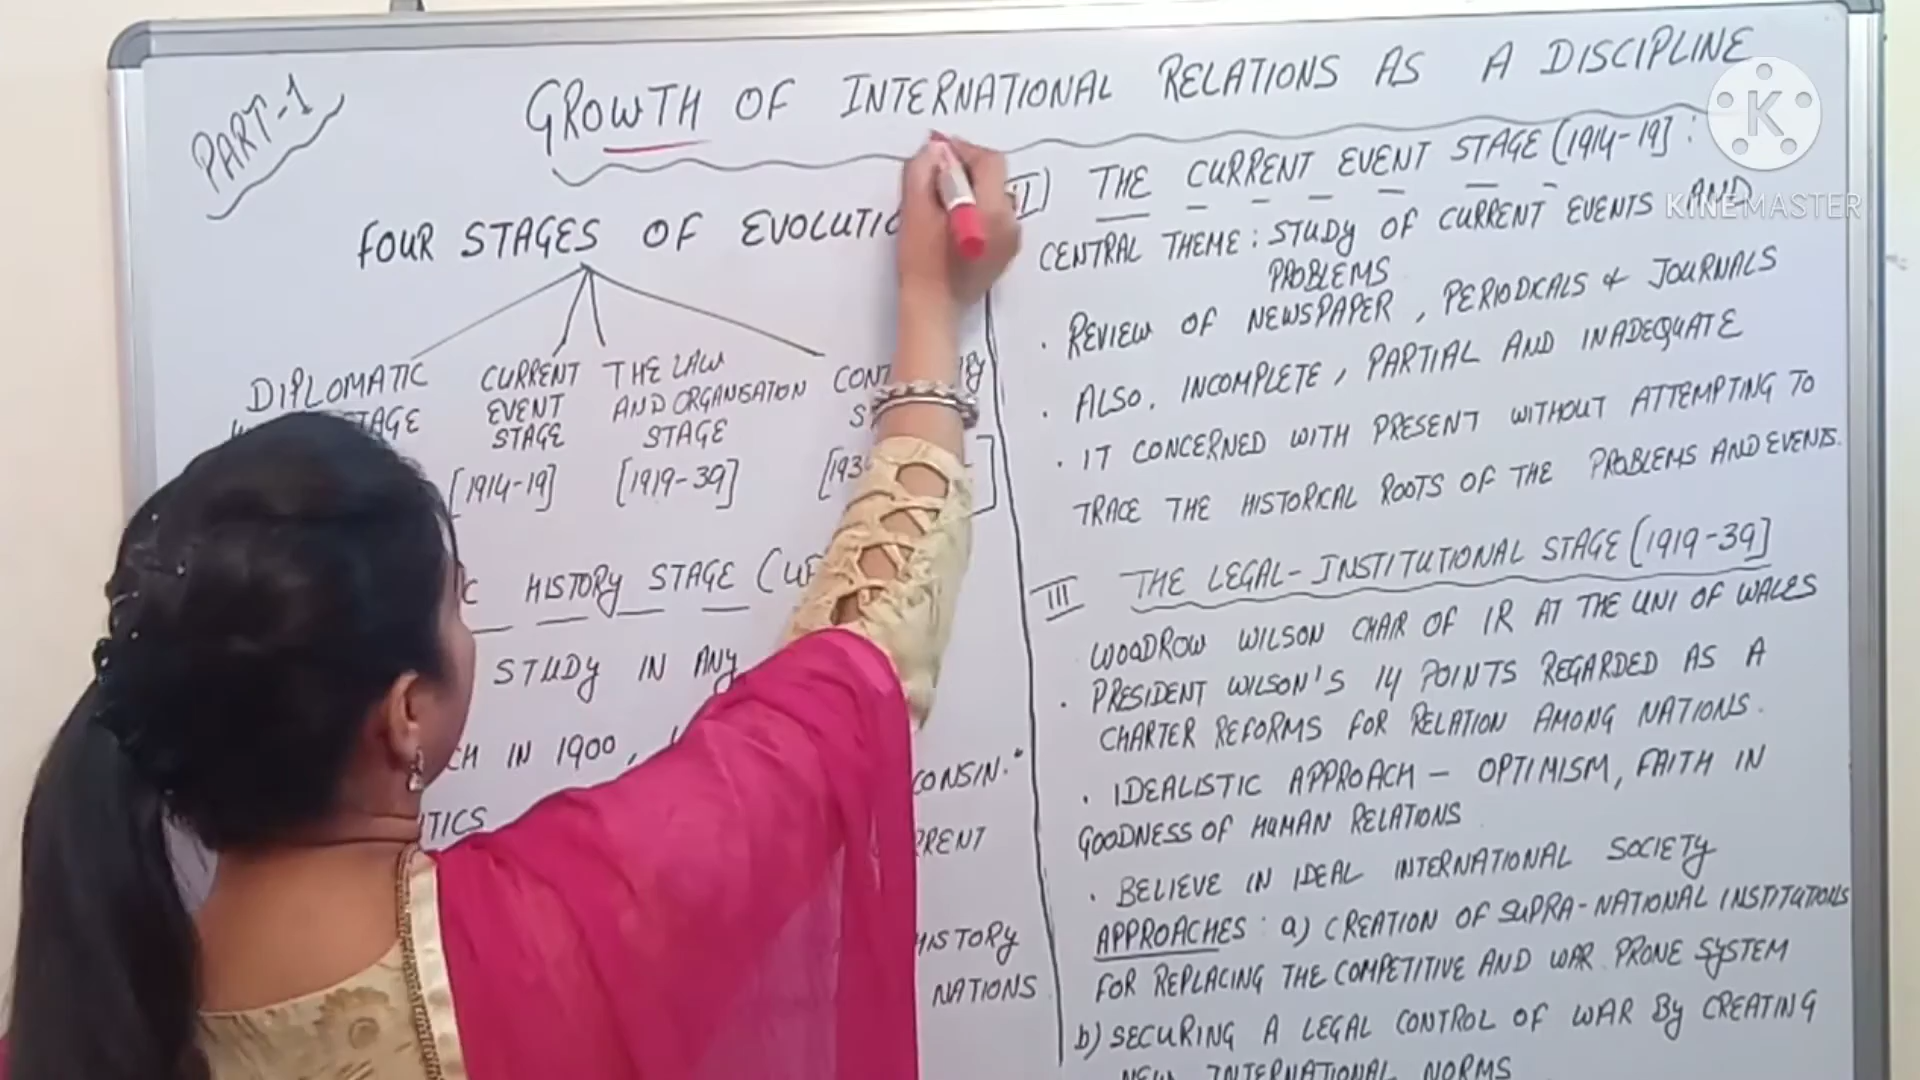 PART-1
GROWTH OF INTERNATIONAL RELATIONS AS A DISCIPLINE
FOUR STAGES OF
DIPLOMATIC
STAGE
CURRENT
EVENT
STAGE
[1914-19]
THE LAW
AND ORGANSATION
STAGE
[1919-39]
HISTORY STAGE
STUDY IN ANY
IN 1900,
CONSIN."
HISTORY
NATIONS
II) THE CURRENT EVENT STAGE (1914-19] :
CENTRAL THEME : STUDY OF CURRENT EVENTS AND
PROBLEMS
. REVIEW OF NEWSPAPER , PERIODICALS & JOURNALS
. ALSO. INCOMPLETE, PARTIAL AND INADEQUATE
. IT CONCERNED WITH PRESENT WITHOUT ATTEMPTING TO
TRACE THE HISTORICAL ROOTS OF THE PROBLEMS AND EVENTS.
III THE LEGAL-INSTITUTIONAL STAGE (1919-39]
WOODROW WILSON CHAIR OF IR AT THE UNI OF WALES
. PRESIDENT WILSON'S 14 POINTS REGARDED AS A
CHARTER REFORMS FOR RELATION AMONG NATIONS.
. IDEALISTIC APPROACH - OPTIMISM, FAITH IN
GOODNESS OF HUMAN RELATIONS
. BELIEVE IN IDEAL INTERNATIONAL SOCIETY
APPROACHES : a) CREATION OF SUPRA-NATIONAL INSTITUTIONS
FOR REPLACING THE COMPETITIVE AND WAR PRONE SYSTEM
b) SECURING A LEGAL CONTROL OF WAR BY CREATING
NEW INTERNATIONAL NORMS
K
KINEMASTER